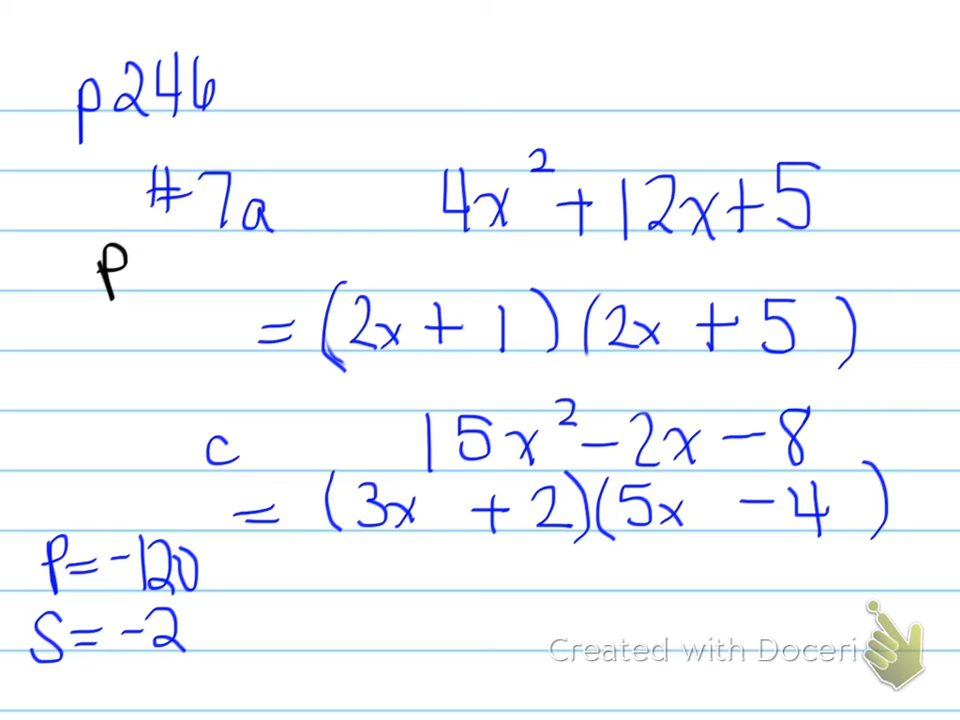 p246
#7a 4x² + 12x + 5
P
= (2x + 1)(2x + 5)
c 15x² - 2x - 8
= (3x + 2)(5x - 4)
P = -120
S = -2
Created with Doceri